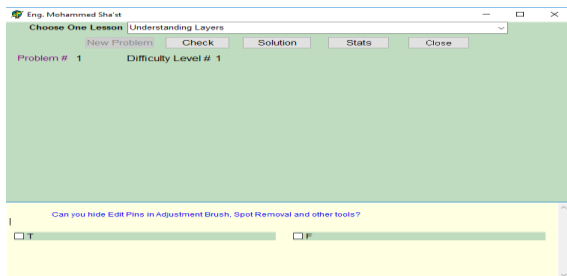 Eng. Mohammed Sha'st
Choose One Lesson Understanding Layers
New Problem Check Solution Stats Close
Problem # 1 Difficulty Level # 1
Can you hide Edit Pins in Adjustment Brush, Spot Removal and other tools?
T F